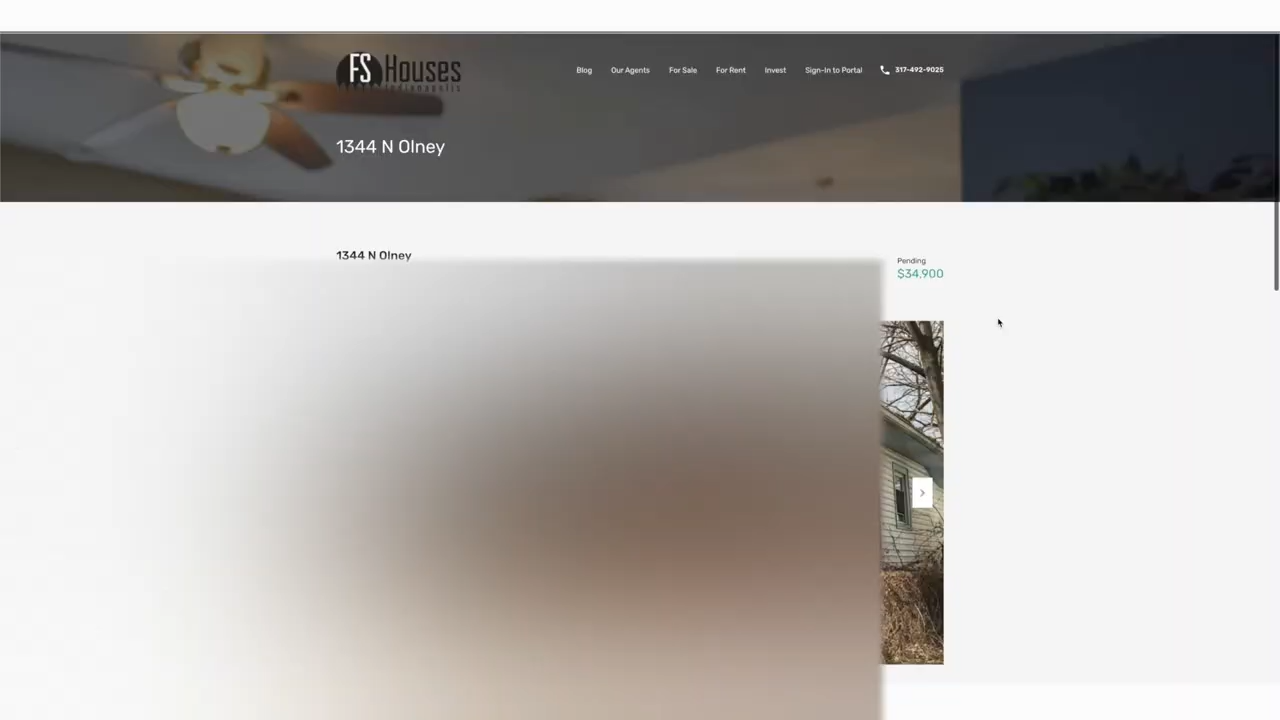 FS Houses
Indianapolis
Blog Our Agents For Sale For Rent Invest Sign-In to Portal 317-492-9025
1344 N Olney
1344 N Olney
Pending
$34,900